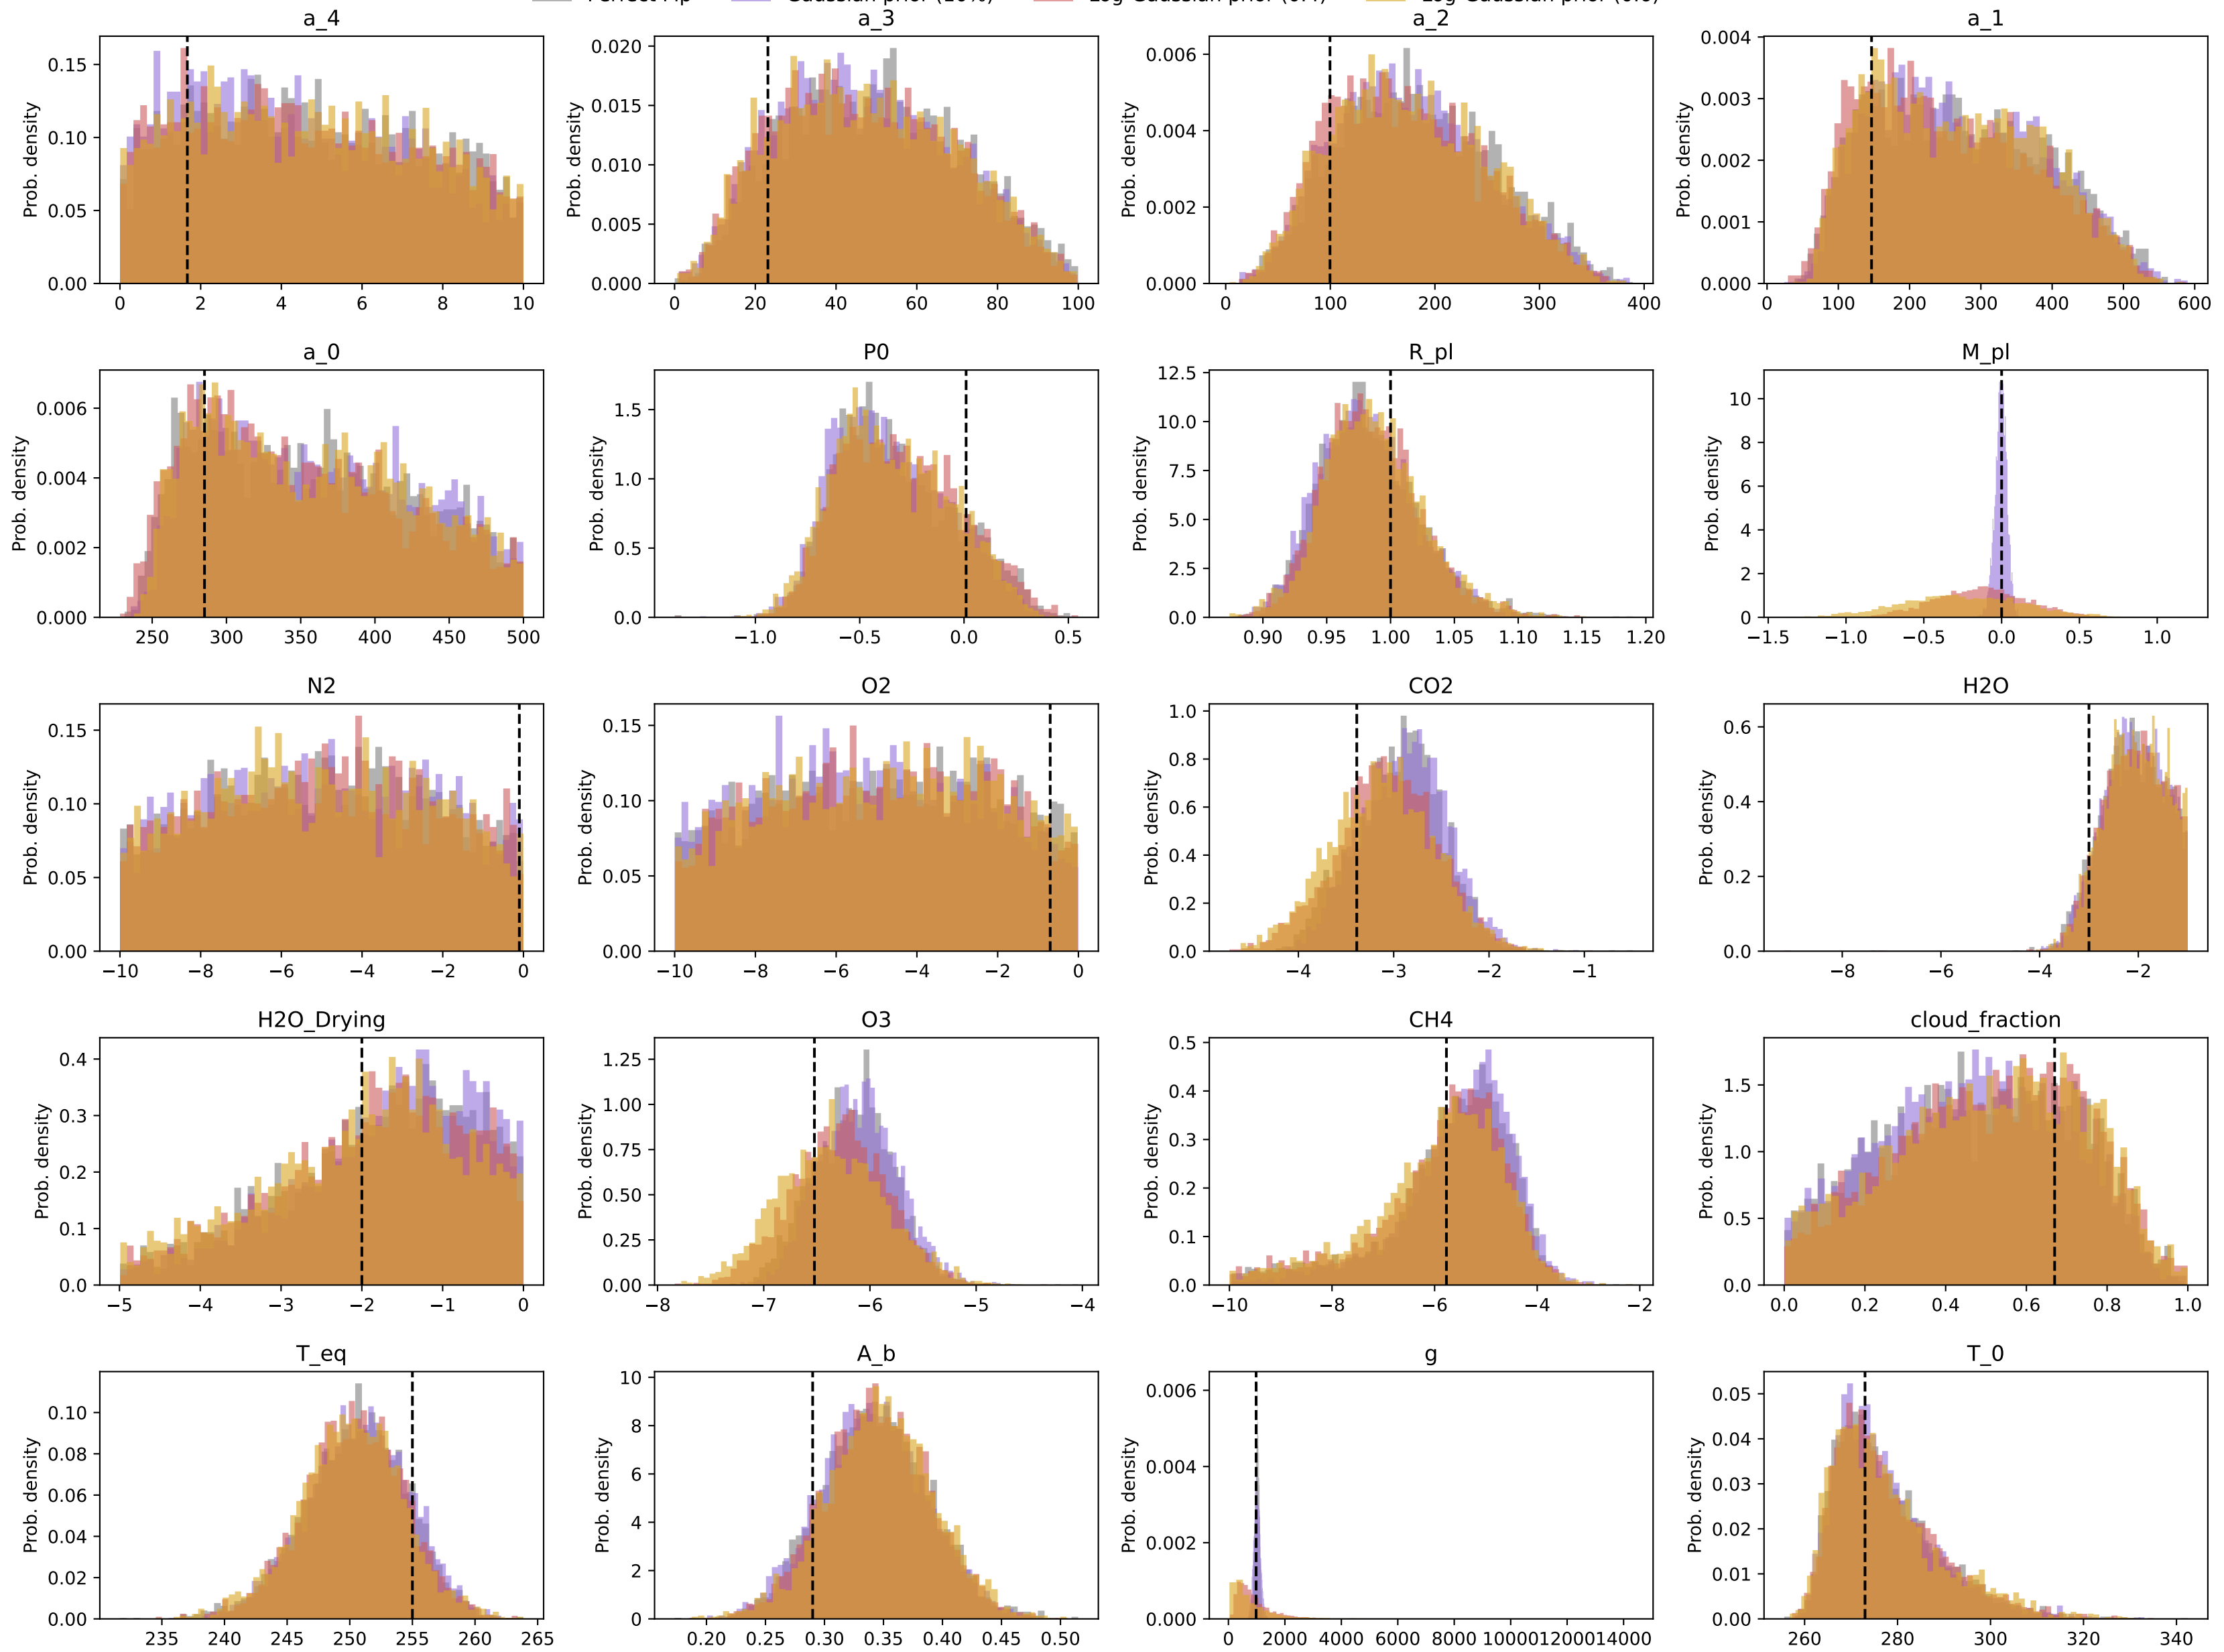 a_4 a_3 a_2 a_1
Prob. density Prob. density Prob. density Prob. density
0.15 0.10 0.05 0.00
0.020 0.015 0.010 0.005 0.000
0.006 0.004 0.002 0.000
0.004 0.003 0.002 0.001 0.000
0 2 4 6 8 10
0 20 40 60 80 100
0 100 200 300 400
0 100 200 300 400 500 600
a_0 P0 R_pl M_pl
Prob. density Prob. density Prob. density Prob. density
0.006 0.004 0.002 0.000
1.5 1.0 0.5 0.0
12.5 10.0 7.5 5.0 2.5 0.0
10 8 6 4 2 0
250 300 350 400 450 500
−1.0 −0.5 0.0 0.5
0.90 0.95 1.00 1.05 1.10 1.15 1.20
−1.5 −1.0 −0.5 0.0 0.5 1.0
N2 O2 CO2 H2O
Prob. density Prob. density Prob. density Prob. density
0.15 0.10 0.05 0.00
0.15 0.10 0.05 0.00
1.0 0.8 0.6 0.4 0.2 0.0
0.6 0.4 0.2 0.0
−10 −8 −6 −4 −2 0
−10 −8 −6 −4 −2 0
−4 −3 −2 −1
−8 −6 −4 −2
H2O_Drying O3 CH4 cloud_fraction
Prob. density Prob. density Prob. density Prob. density
0.4 0.3 0.2 0.1 0.0
1.25 1.00 0.75 0.50 0.25 0.00
0.5 0.4 0.3 0.2 0.1 0.0
1.5 1.0 0.5 0.0
−5 −4 −3 −2 −1 0
−8 −7 −6 −5 −4
−10 −8 −6 −4 −2
0.0 0.2 0.4 0.6 0.8 1.0
T_eq A_b g T_0
Prob. density Prob. density Prob. density Prob. density
0.10 0.08 0.06 0.04 0.02 0.00
10 8 6 4 2 0
0.006 0.004 0.002 0.000
0.05 0.04 0.03 0.02 0.01 0.00
235 240 245 250 255 260 265
0.20 0.25 0.30 0.35 0.40 0.45 0.50
0 2000 4000 6000 8000 10000 12000 14000
260 280 300 320 340